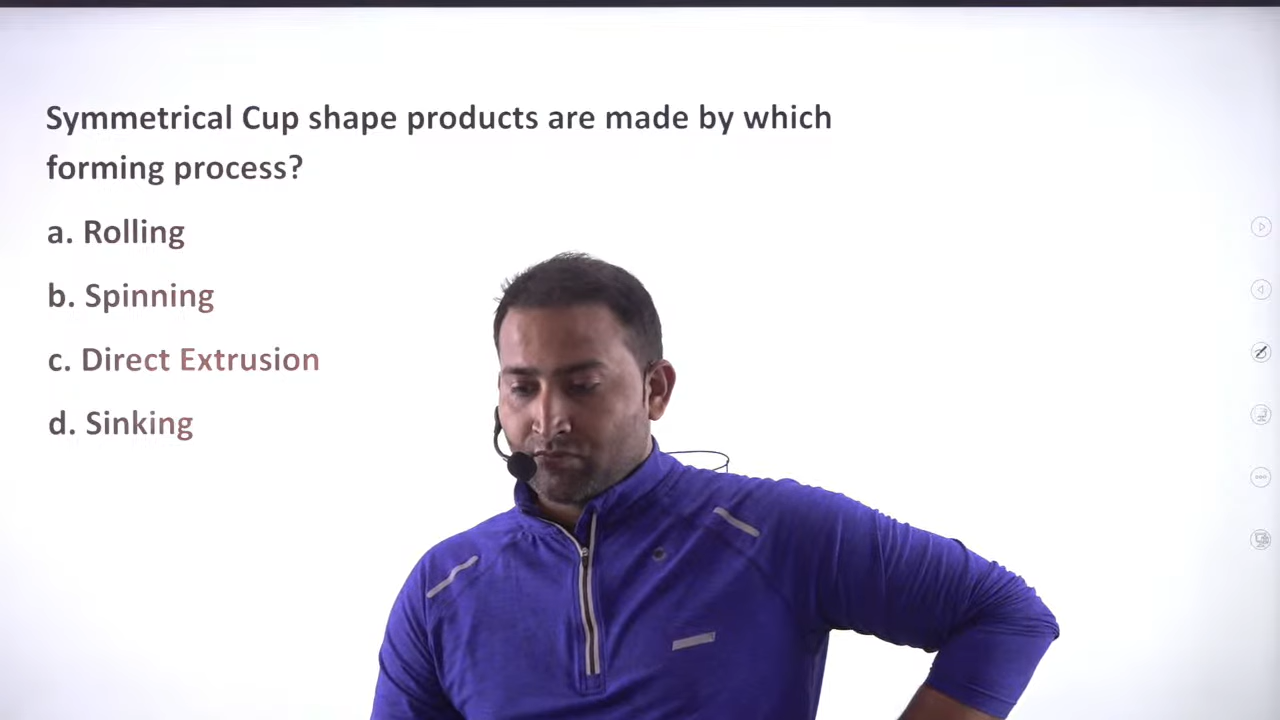 Symmetrical Cup shape products are made by which
forming process?
a. Rolling
b. Spinning
c. Direct Extrusion
d. Sinking